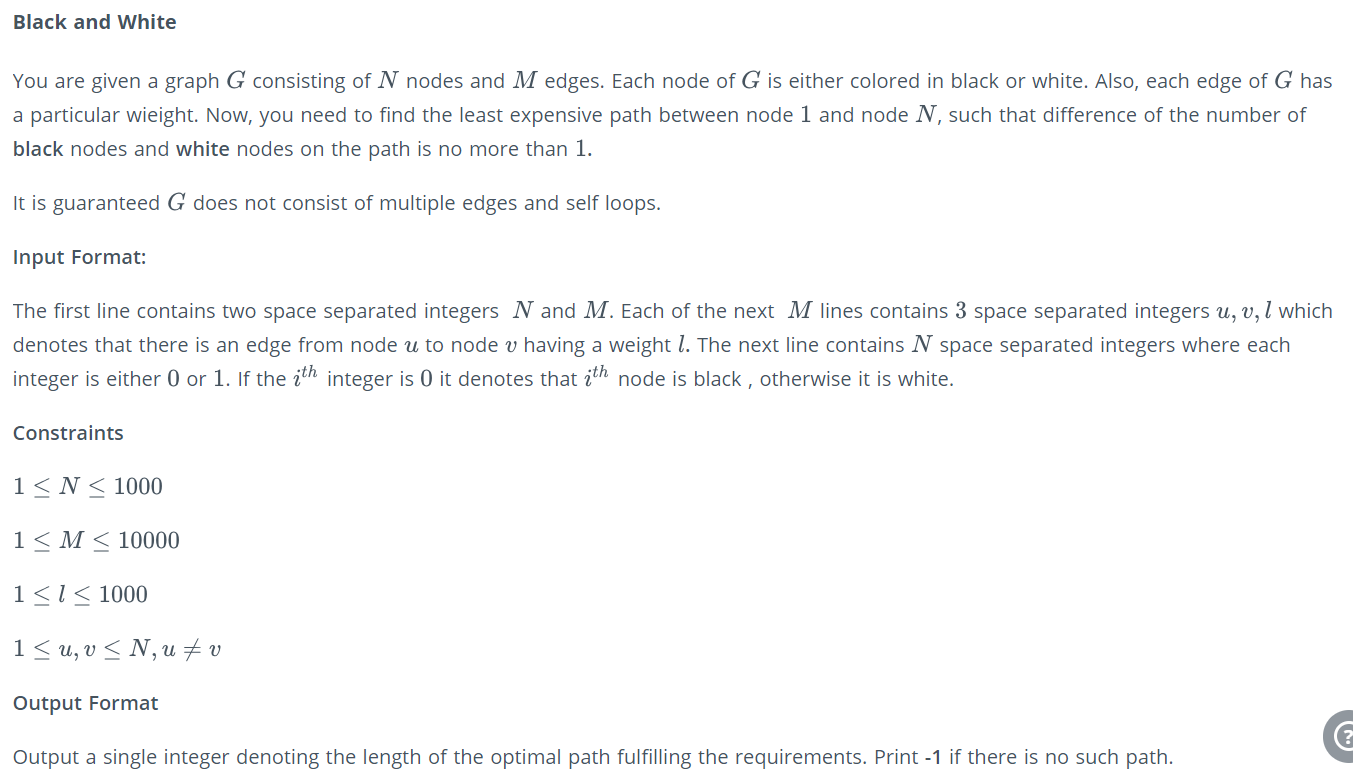 Black and White
You are given a graph G consisting of N nodes and M edges. Each node of G is either colored in black or white. Also, each edge of G has
a particular wieight. Now, you need to find the least expensive path between node 1 and node N, such that difference of the number of
black nodes and white nodes on the path is no more than 1.
It is guaranteed G does not consist of multiple edges and self loops.
Input Format:
The first line contains two space separated integers N and M. Each of the next M lines contains 3 space separated integers u, v, l which
denotes that there is an edge from node u to node v having a weight l. The next line contains N space separated integers where each
integer is either 0 or 1. If the i^th integer is 0 it denotes that i^th node is black , otherwise it is white.
Constraints
1 ≤ N ≤ 1000
1 ≤ M ≤ 10000
1 ≤ l ≤ 1000
1 ≤ u, v ≤ N, u ≠ v
Output Format
Output a single integer denoting the length of the optimal path fulfilling the requirements. Print -1 if there is no such path.
?